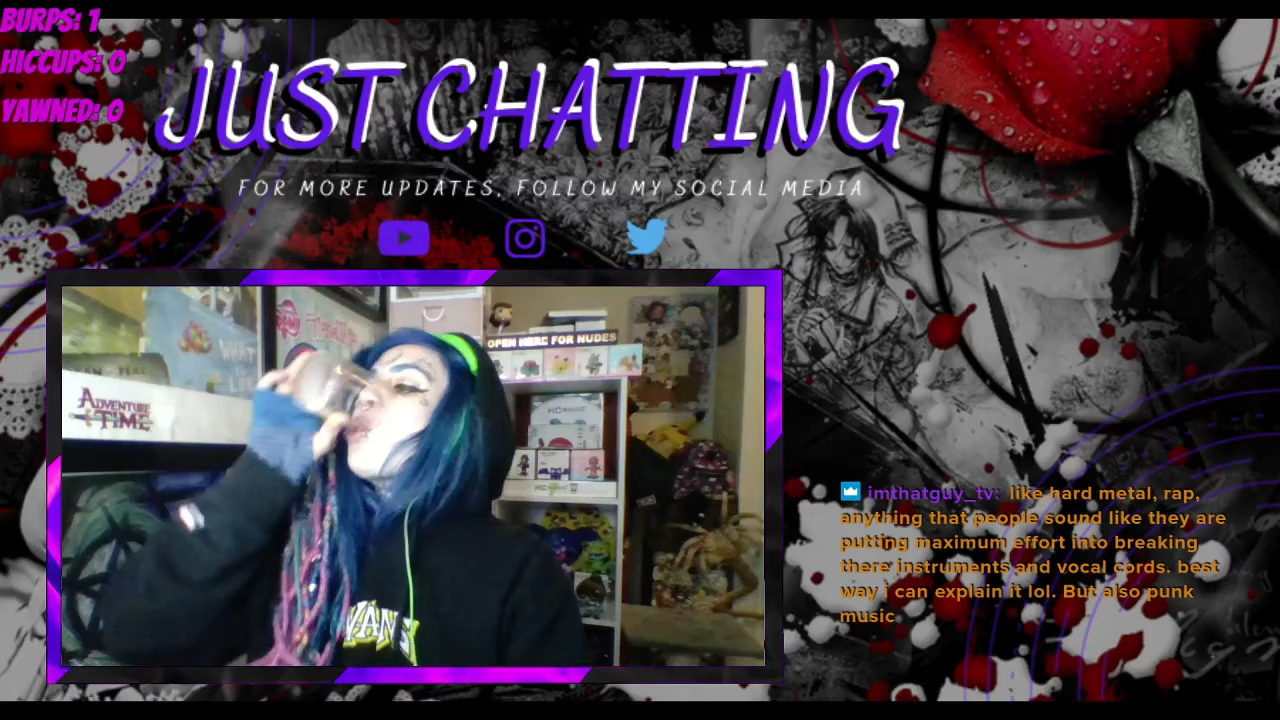 BURPS: 1
HICCUPS: 0
YAWNED: 0
JUST CHATTING
FOR MORE UPDATES, FOLLOW MY SOCIAL MEDIA
OPEN HERE FOR NUDES
ADVENTURE
TIME
VANS
imthatguy_tv: like hard metal, rap,
anything that people sound like they are
putting maximum effort into breaking
there instruments and vocal cords. best
way i can explain it lol. But also punk
music